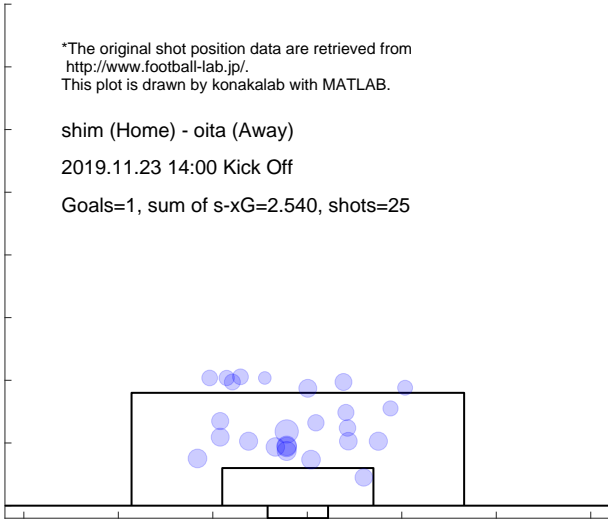 *The original shot position data are retrieved from
http://www.football-lab.jp/.
This plot is drawn by konakalab with MATLAB.
shim (Home) - oita (Away)
2019.11.23 14:00 Kick Off
Goals=1, sum of s-xG=2.540, shots=25